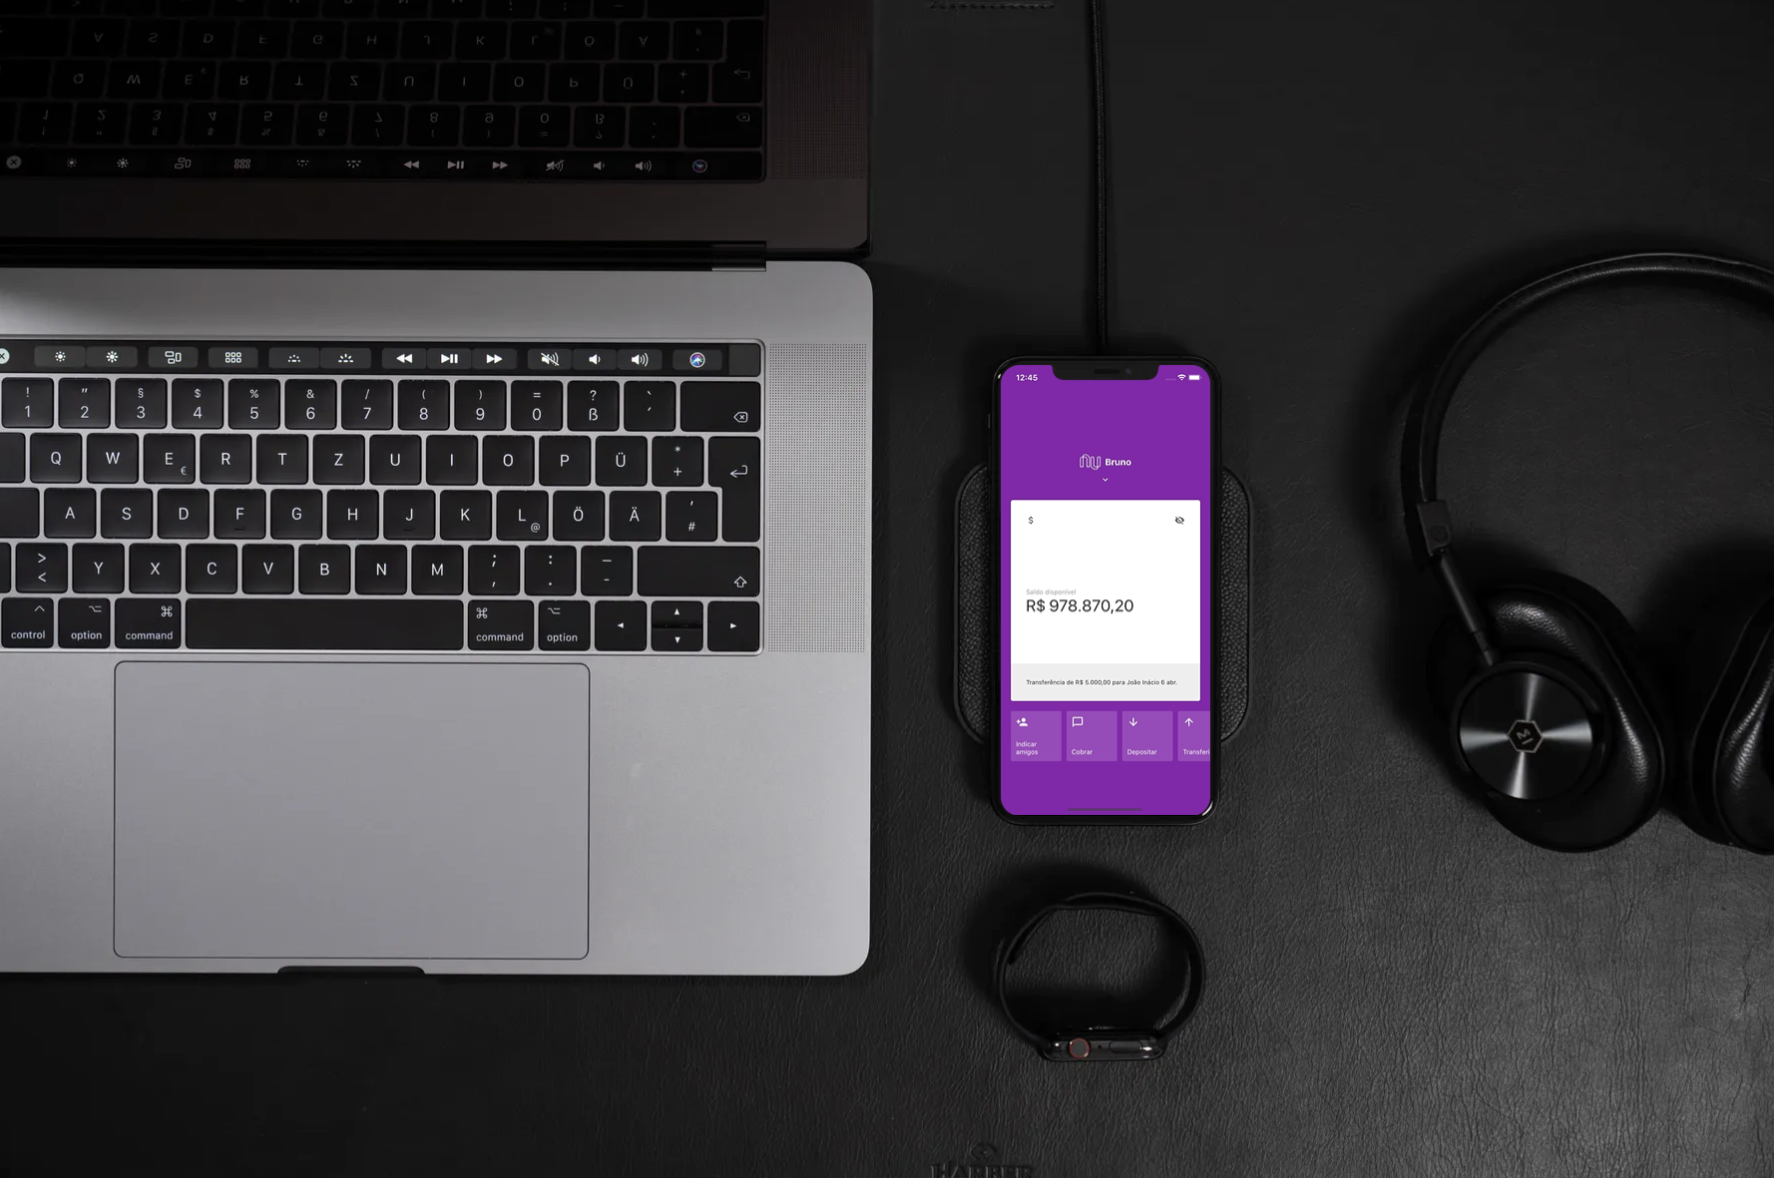 ! " § $ % & / ( ) = ? `
1 2 3 4 5 6 7 8 9 0 ß ´
Q W E € R T Z U I O P Ü * +
A S D F G H J K L @ Ö Ä ' #
> < Y X C V B N M ; , : . _ -
control option command command option
12:45
nu Bruno
$
Saldo disponível
R$ 978.870,20
Transferência de R$ 5.000,00 para João Inácio 6 abr.
Indicar
amigos
Cobrar
Depositar
Transferi
HARBER